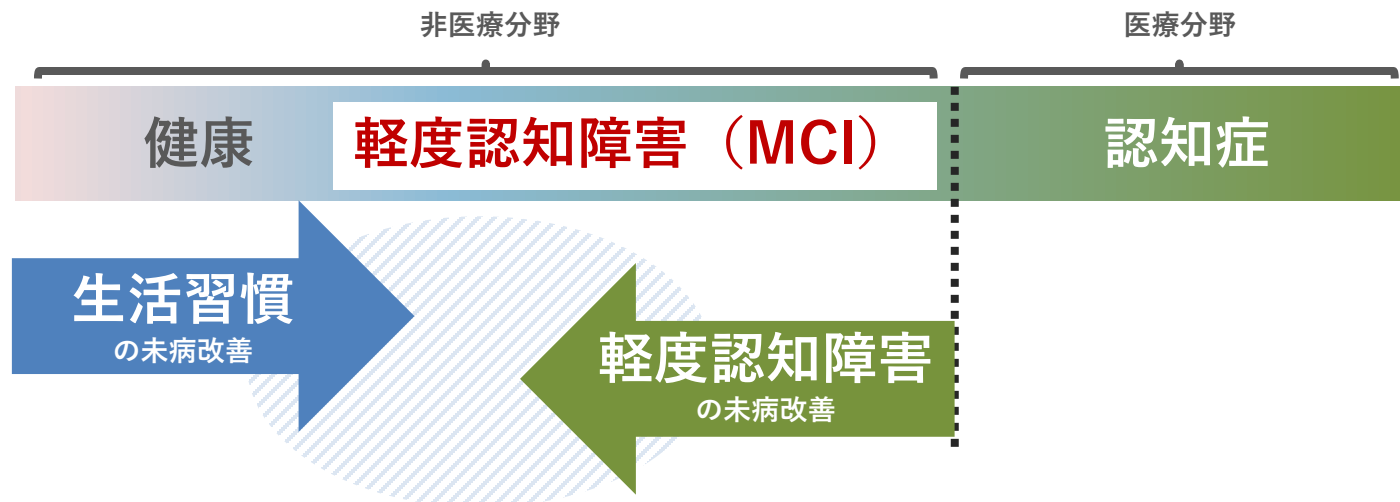 非医療分野
医療分野
健康
軽度認知障害（MCI）
認知症
生活習慣
の未病改善
軽度認知障害
の未病改善